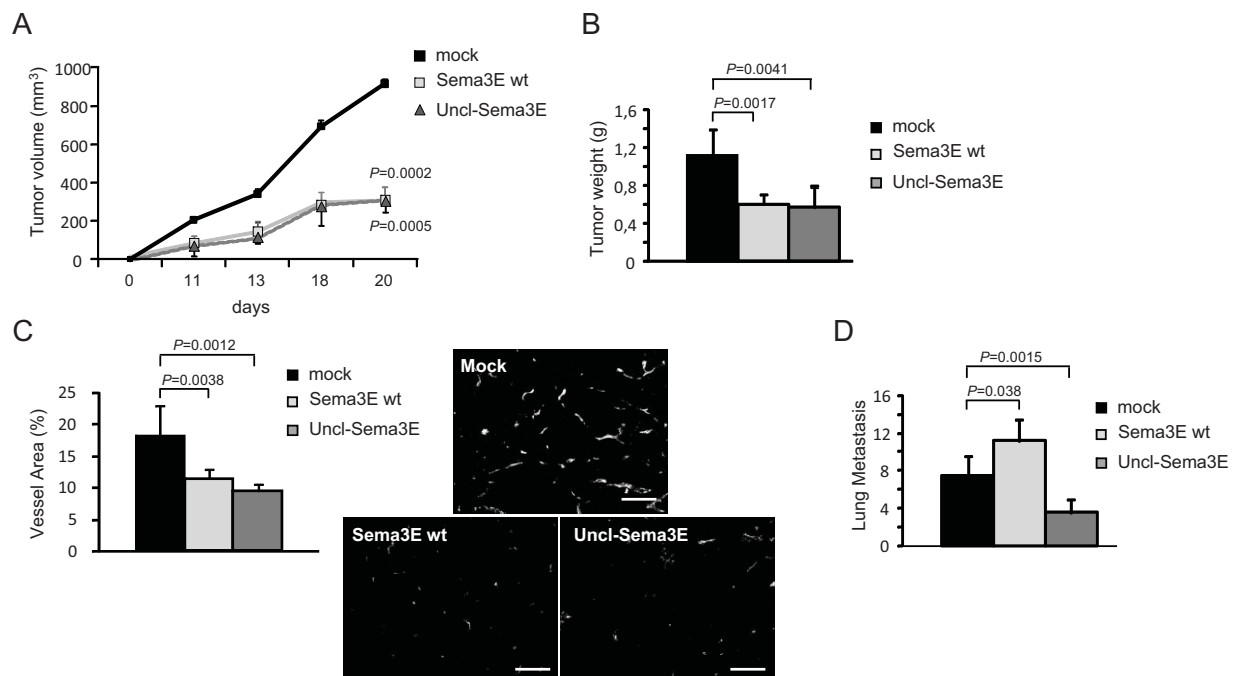 A
mock
Sema3E wt
Uncl-Sema3E
Tumor volume (mm3)
1000
800
600
400
200
0
P=0.0002
P=0.0005
0 11 13 18 20
days
B
P=0.0041
P=0.0017
Tumor weight (g)
1,6
1,2
0,8
0,4
0
mock
Sema3E wt
Uncl-Sema3E
C
P=0.0012
P=0.0038
Vessel Area (%)
25
20
15
10
5
0
mock
Sema3E wt
Uncl-Sema3E
Mock
Sema3E wt
Uncl-Sema3E
D
P=0.0015
P=0.038
Lung Metastasis
16
12
8
4
0
mock
Sema3E wt
Uncl-Sema3E